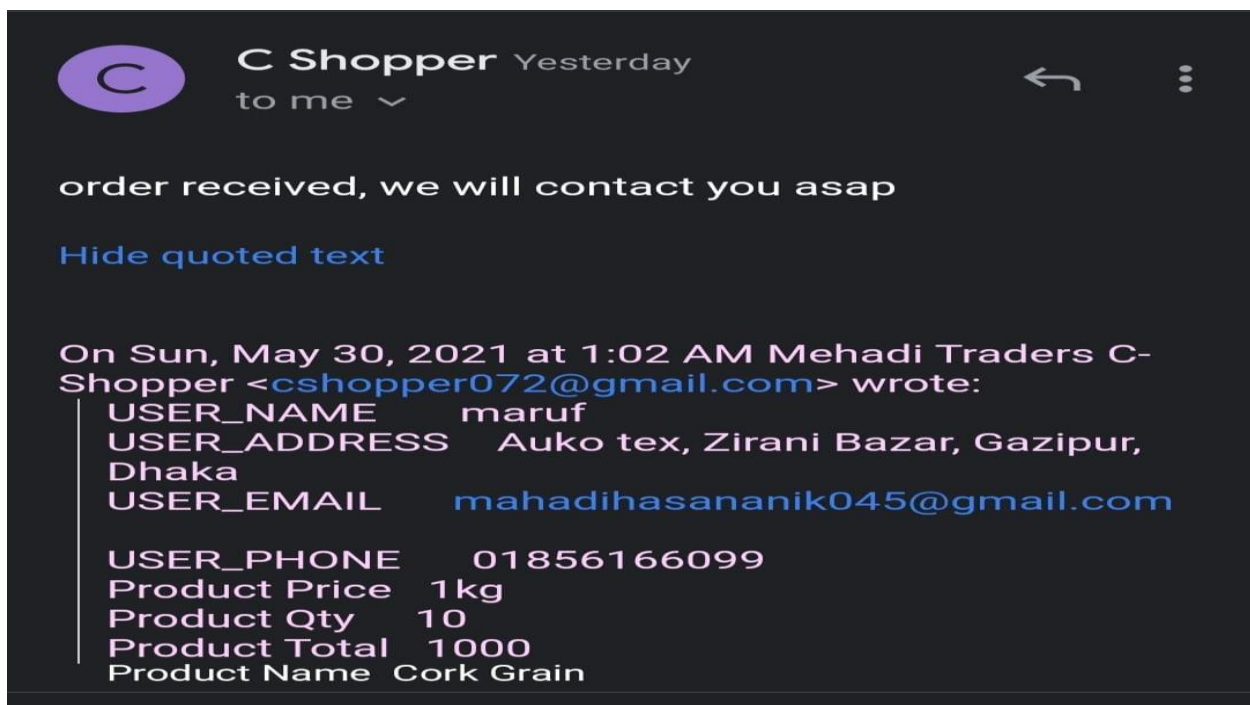 C
C Shopper Yesterday
to me
order received, we will contact you asap
Hide quoted text
On Sun, May 30, 2021 at 1:02 AM Mehadi Traders C-
Shopper <cshopper072@gmail.com> wrote:
USER_NAME maruf
USER_ADDRESS Auko tex, Zirani Bazar, Gazipur,
Dhaka
USER_EMAIL mahadihasananik045@gmail.com
USER_PHONE 01856166099
Product Price 1kg
Product Qty 10
Product Total 1000
Product Name Cork Grain